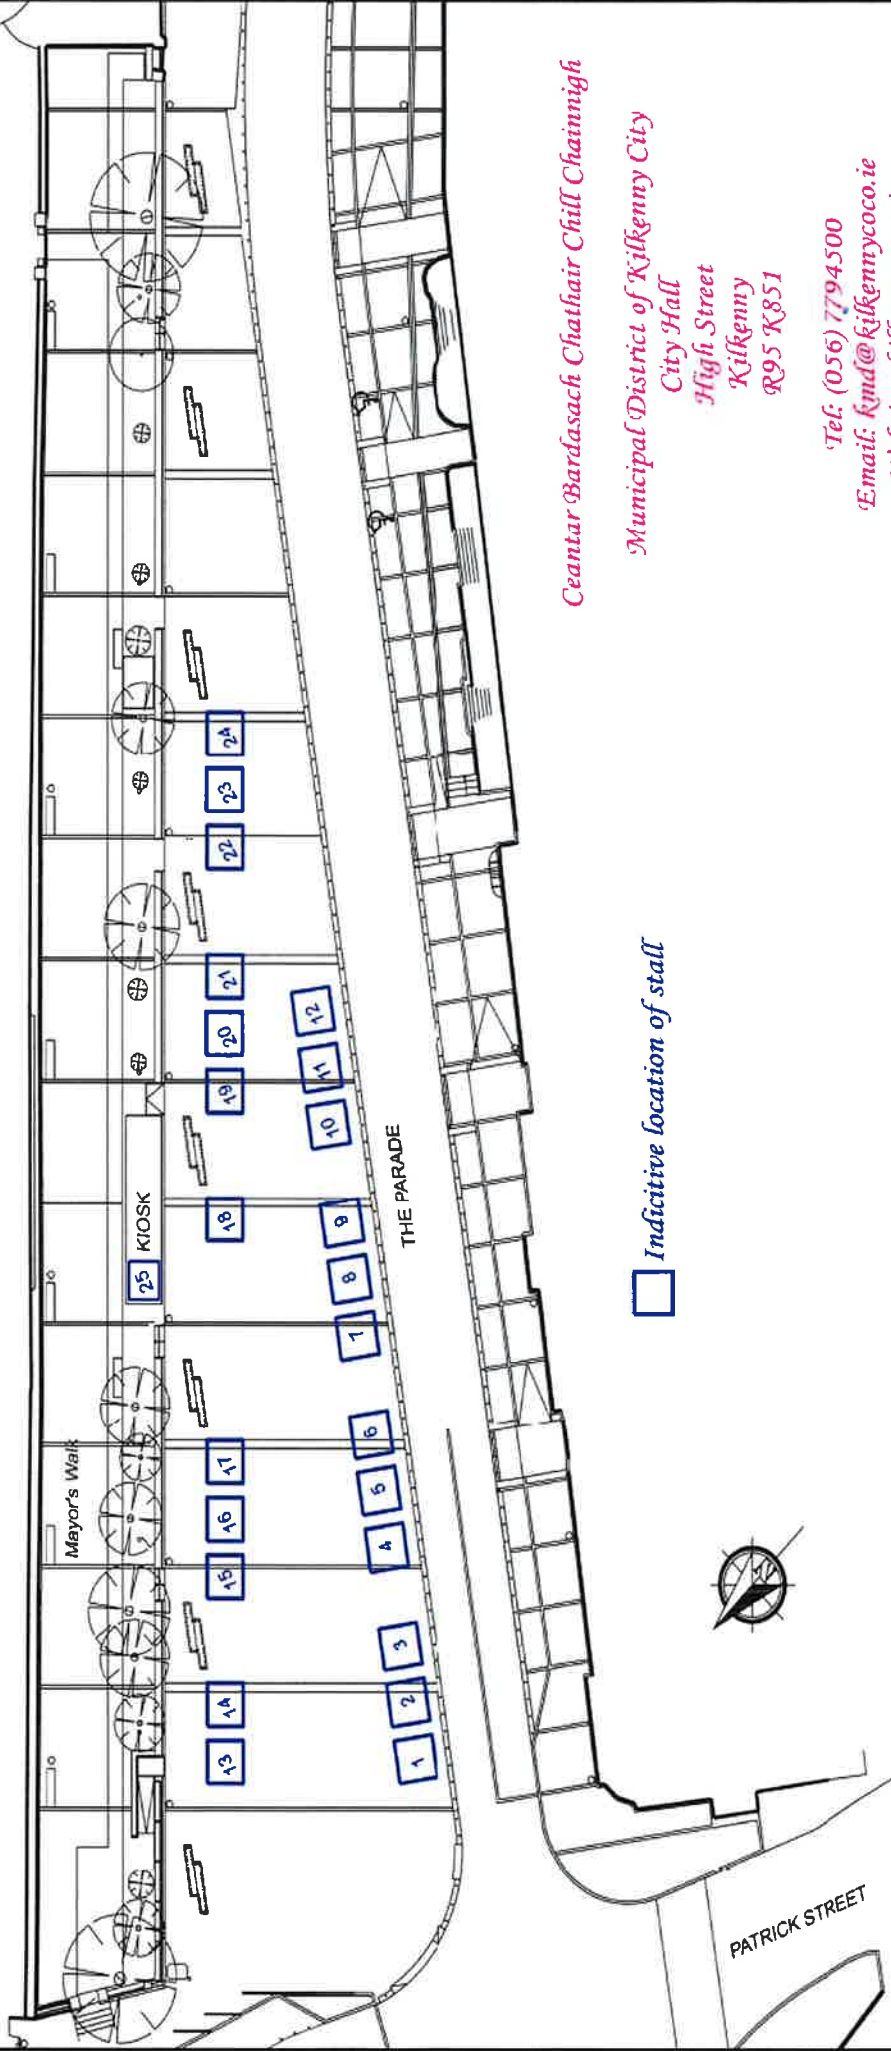 Ceantar Bardasach Chathair Chill Chainnigh
Municipal District of Kilkenny City
City Hall
High Street
Kilkenny
R95 K851
Tel: (056) 7794500
Email: kmd@kilkennycoco.ie
Mayor's Walk
25 KIOSK
THE PARADE
PATRICK STREET
Indicitive location of stall
1
2
3
4
5
6
7
8
9
10
11
12
13
14
15
16
17
18
19
20
21
22
23
24